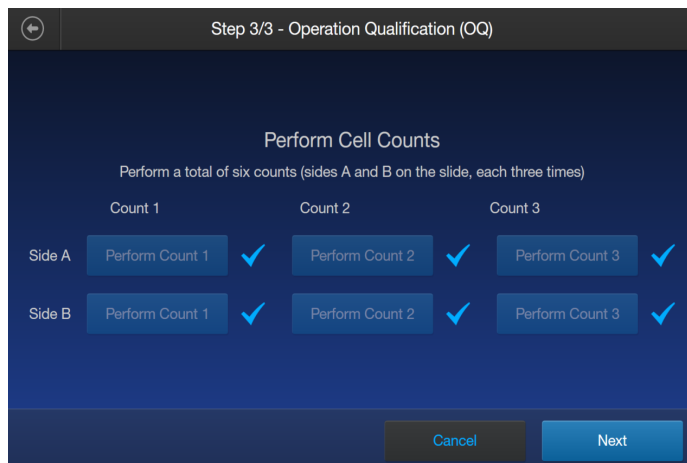 Step 3/3 - Operation Qualification (OQ)
Perform Cell Counts
Perform a total of six counts (sides A and B on the slide, each three times)
Count 1 Count 2 Count 3
Side A Perform Count 1 Perform Count 2 Perform Count 3
Side B Perform Count 1 Perform Count 2 Perform Count 3
Cancel Next